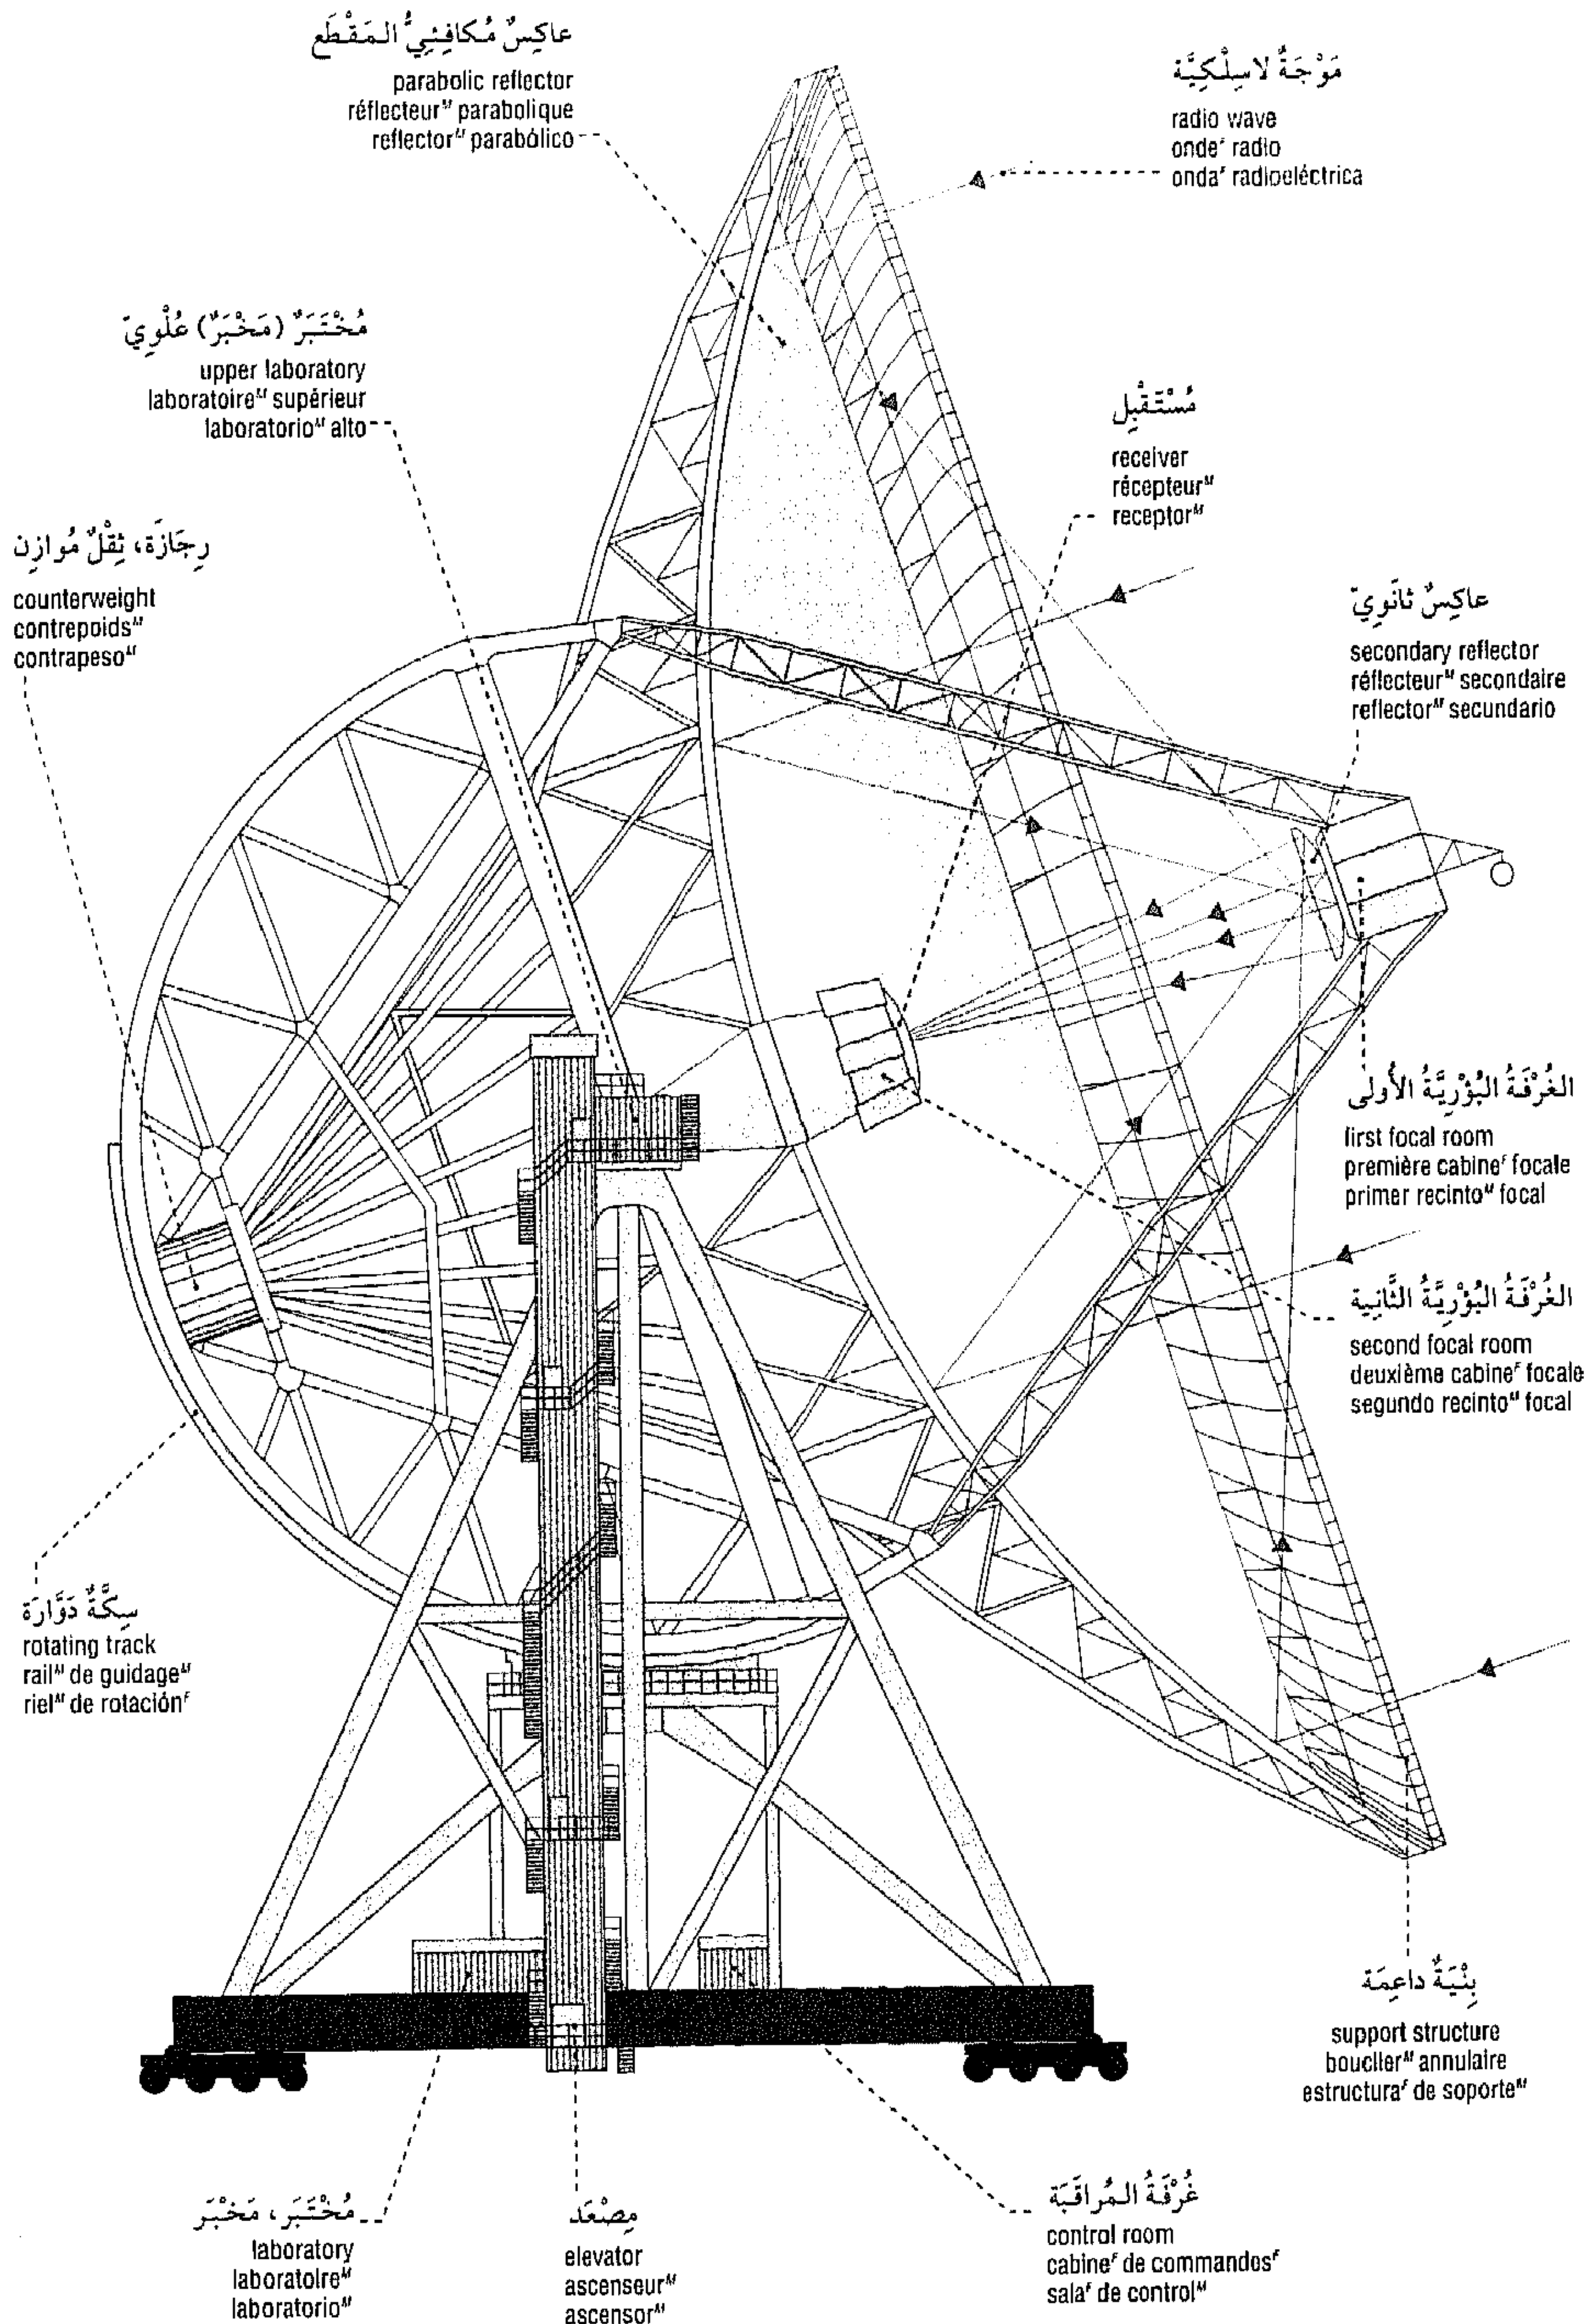 عاكِسٌ مُكافِئِيُّ المَقْطَع
parabolic reflector
réflecteurᴹ parabolique
reflectorᴹ parabólico
مَوْجَةٌ لاسِلْكِيَّة
radio wave
ondeᶠ radio
ondaᶠ radioeléctrica
مُخْتَبَرٌ (مَخْبَرٌ) عُلْوِيّ
upper laboratory
laboratoireᴹ supérieur
laboratorioᴹ alto
مُسْتَقْبِل
receiver
récepteurᴹ
receptorᴹ
رِجَازَة، ثِقْلٌ مُوازِن
counterweight
contrepoidsᴹ
contrapesoᴹ
عاكِسٌ ثانَوِيّ
secondary reflector
réflecteurᴹ secondaire
reflectorᴹ secundario
الغُرْفَةُ البُؤْرِيَّةُ الأُولى
first focal room
première cabineᶠ focale
primer recintoᴹ focal
الغُرْفَةُ البُؤْرِيَّةُ الثَّانِية
second focal room
deuxième cabineᶠ focale
segundo recintoᴹ focal
سِكَّةٌ دَوَّارَة
rotating track
railᴹ de guidageᴹ
rielᴹ de rotaciónᶠ
بِنْيَةٌ داعِمَة
support structure
bouclierᴹ annulaire
estructuraᶠ de soporteᴹ
مُخْتَبَر، مَخْبَر
laboratory
laboratoireᴹ
laboratorioᴹ
مِصْعَد
elevator
ascenseurᴹ
ascensorᴹ
غُرْفَةُ المُراقَبَة
control room
cabineᶠ de commandesᶠ
salaᶠ de controlᴹ